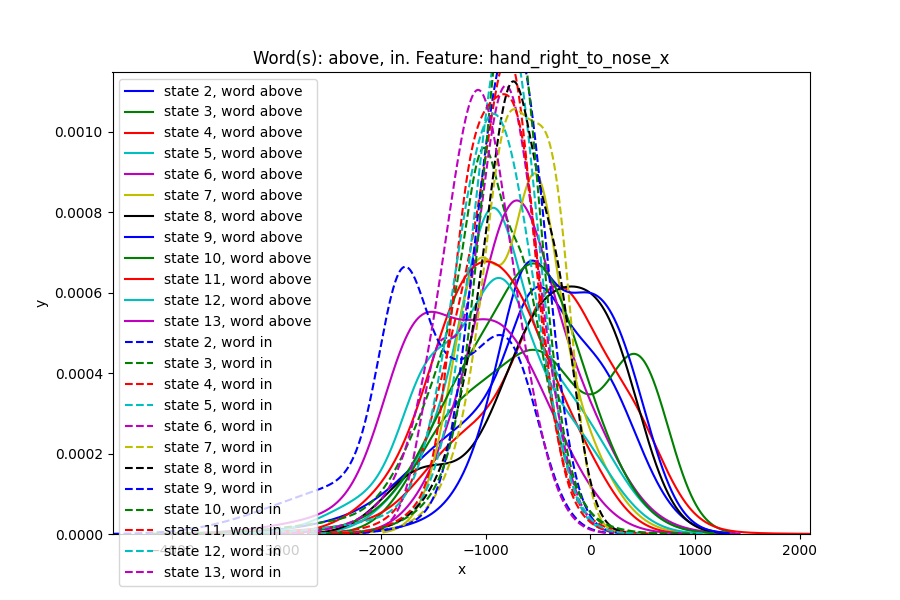 Word(s): above, in. Feature: hand_right_to_nose_x
state 2, word above
state 3, word above
state 4, word above
state 5, word above
state 6, word above
state 7, word above
state 8, word above
state 9, word above
state 10, word above
state 11, word above
state 12, word above
state 13, word above
state 2, word in
state 3, word in
state 4, word in
state 5, word in
state 6, word in
state 7, word in
state 8, word in
state 9, word in
state 10, word in
state 11, word in
state 12, word in
state 13, word in
0.0010
0.0008
0.0006
0.0004
0.0002
0.0000
y
−4000 −3000 −2000 −1000 0 1000 2000
x